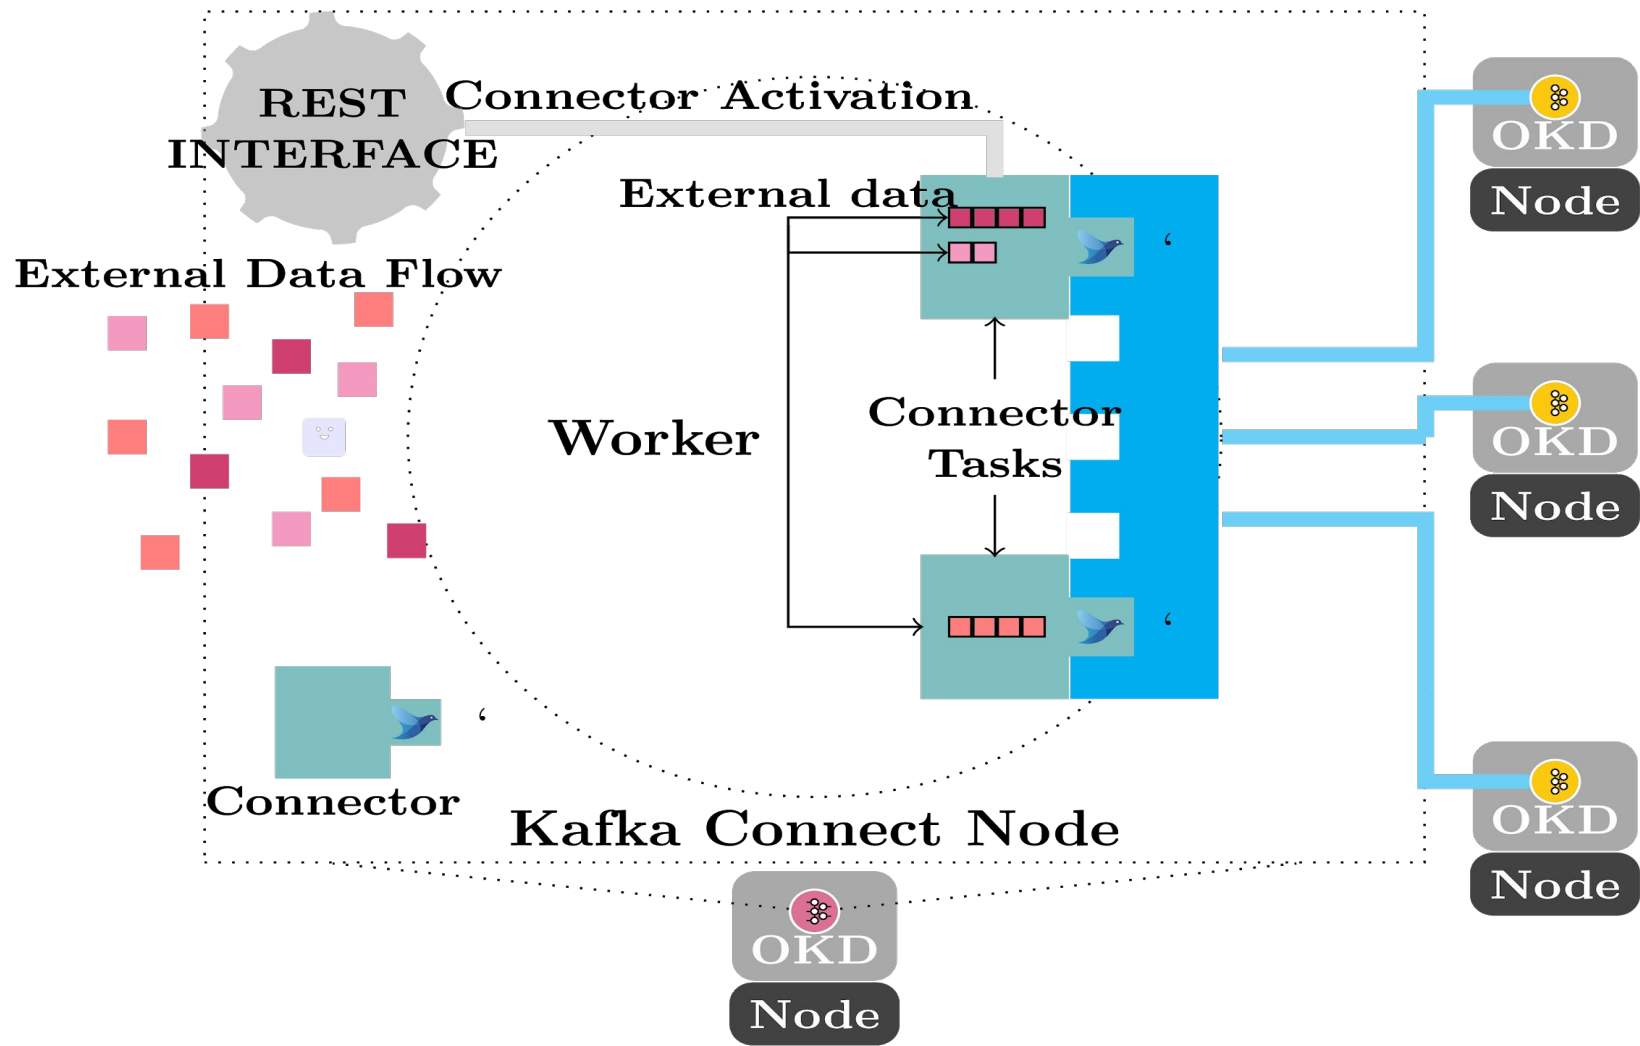 REST
INTERFACE
Connector Activation
External data
External Data Flow
Worker
Connector
Tasks
‘
‘
‘
Connector
Kafka Connect Node
OKD
Node
OKD
Node
OKD
Node
OKD
Node